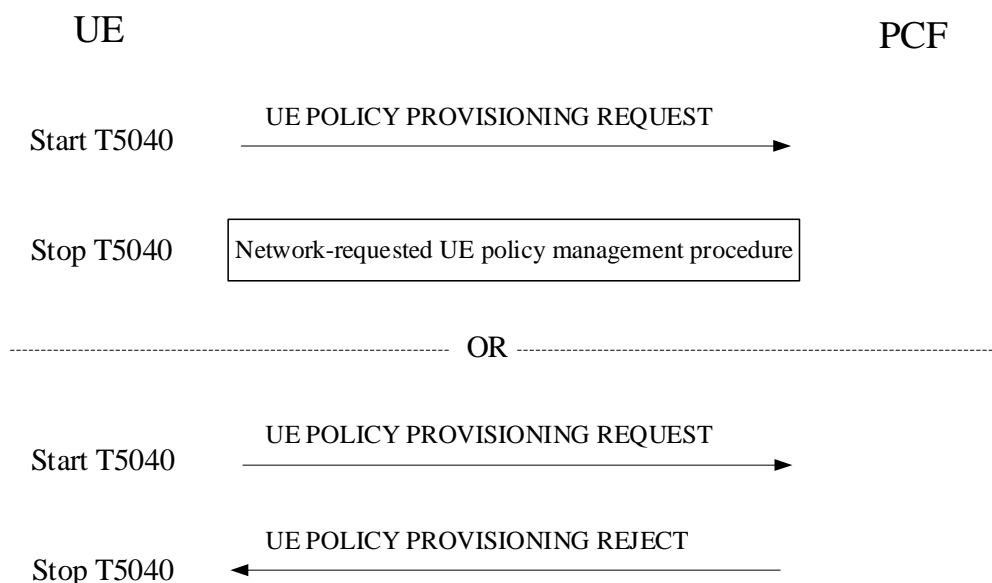 UE
PCF
UE POLICY PROVISIONING REQUEST
Start T5040
Stop T5040
Network-requested UE policy management procedure
OR
UE POLICY PROVISIONING REQUEST
Start T5040
UE POLICY PROVISIONING REJECT
Stop T5040